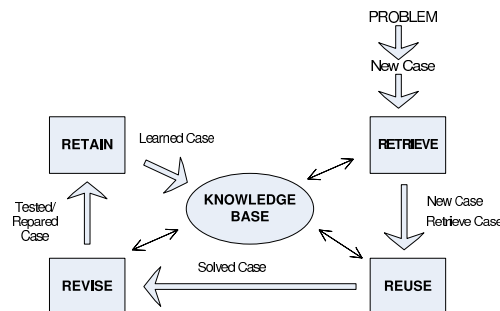 PROBLEM
New Case
RETAIN
Learned Case
RETRIEVE
KNOWLEDGE
BASE
Tested/
Repared
Case
New Case
Retrieve Case
REVISE
Solved Case
REUSE